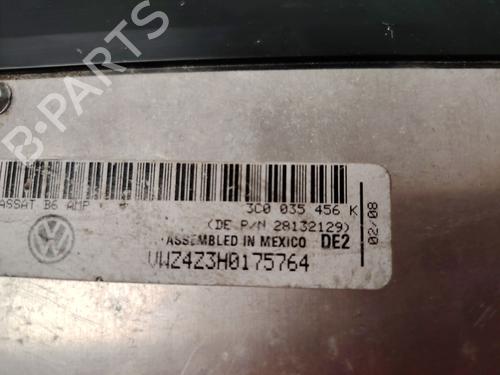 B-PARTS
ASSAT B6 AMP
3C0 035 456 K
(DE P/N 28132129)
ASSEMBLED IN MEXICO DE2
VWZ4Z3H0175764
02/08